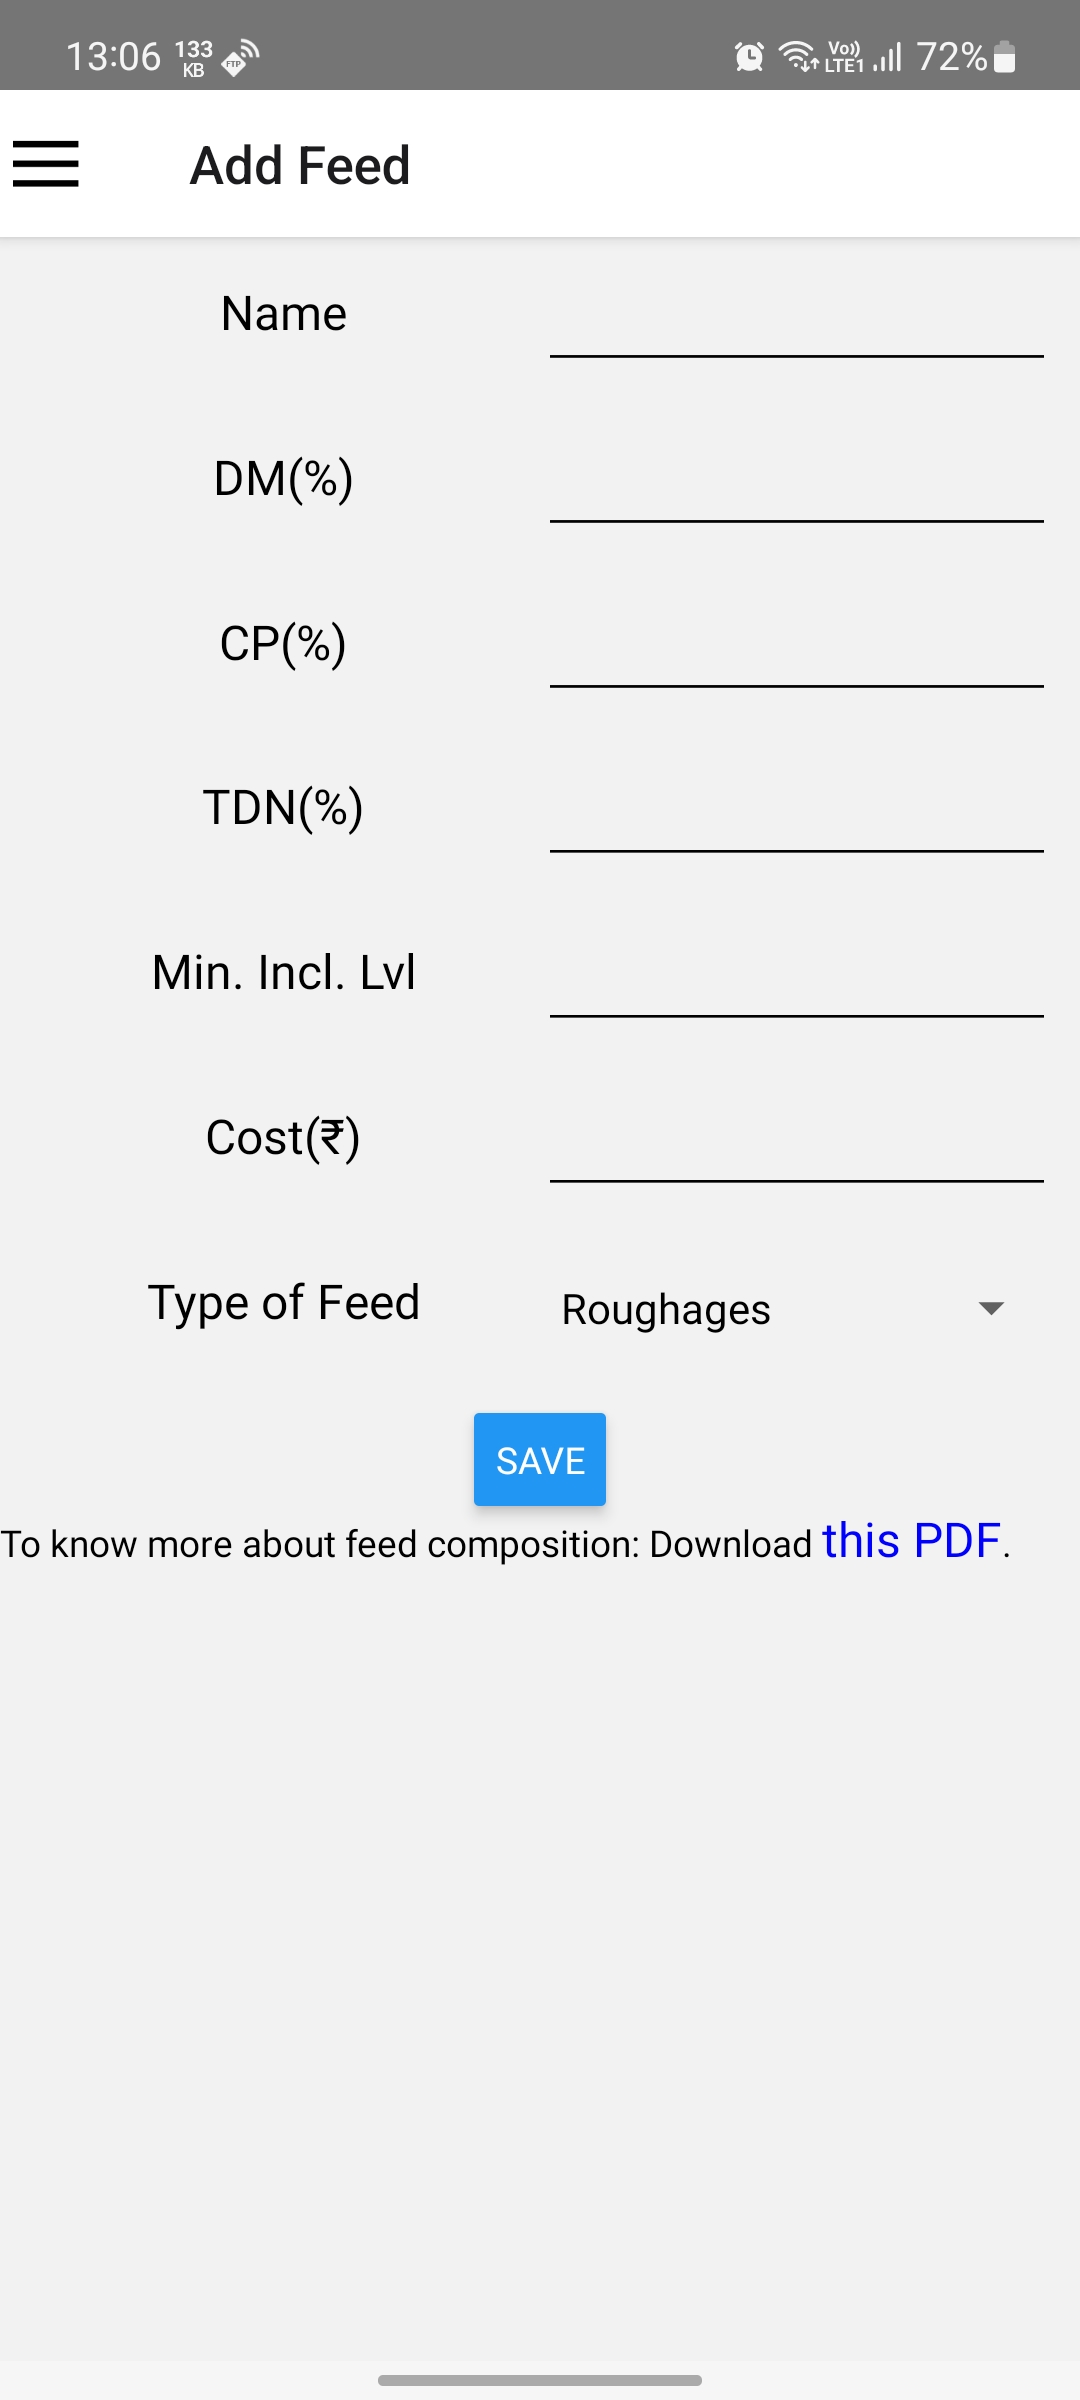 13:06 133 KB FTP Vo)) LTE1 72%
Add Feed
Name
DM(%)
CP(%)
TDN(%)
Min. Incl. Lvl
Cost(₹)
Type of Feed Roughages
SAVE
To know more about feed composition: Download this PDF.